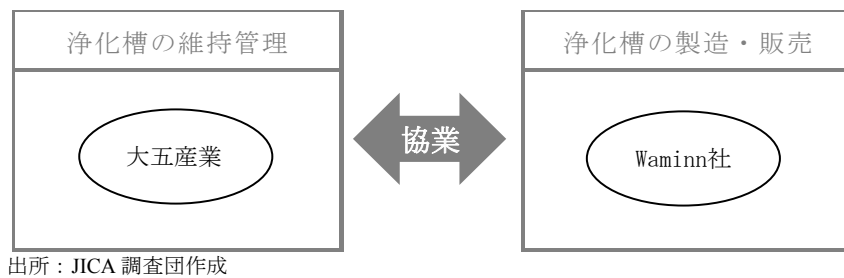 浄化槽の維持管理
浄化槽の製造・販売
大五産業
協業
Waminn社
出所：JICA 調査団作成